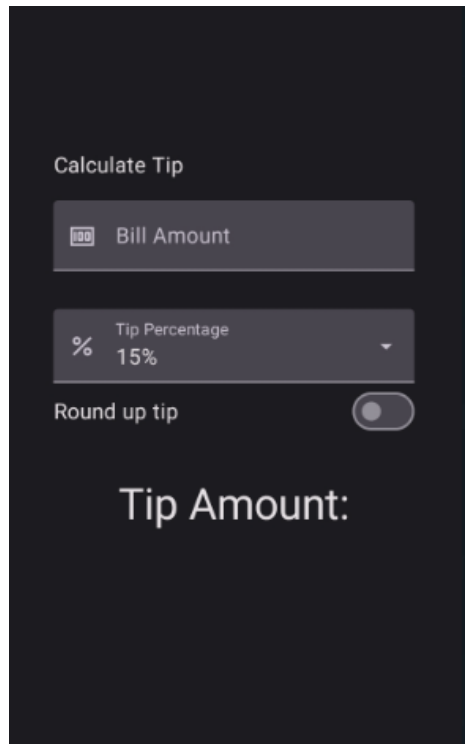 Calculate Tip
Bill Amount
Tip Percentage
% 15%
Round up tip
Tip Amount: